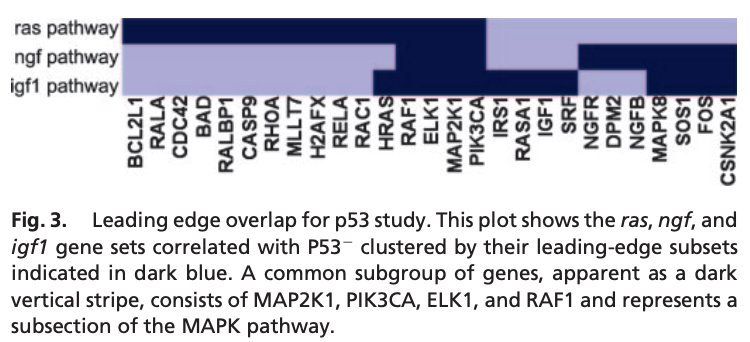 ras pathway
ngf pathway
igf1 pathway
BCL2L1
RALA
CDC42
BAD
RALBP1
CASP9
RHOA
MLLT7
H2AFX
RELA
RAC1
HRAS
RAF1
ELK1
MAP2K1
PIK3CA
IRS1
RASA1
IGF1
SRF
NGFR
DPM2
NGFB
MAPK8
SOS1
FOS
CSNK2A1
Fig. 3. Leading edge overlap for p53 study. This plot shows the ras, ngf, and
igf1 gene sets correlated with P53⁻ clustered by their leading-edge subsets
indicated in dark blue. A common subgroup of genes, apparent as a dark
vertical stripe, consists of MAP2K1, PIK3CA, ELK1, and RAF1 and represents a
subsection of the MAPK pathway.